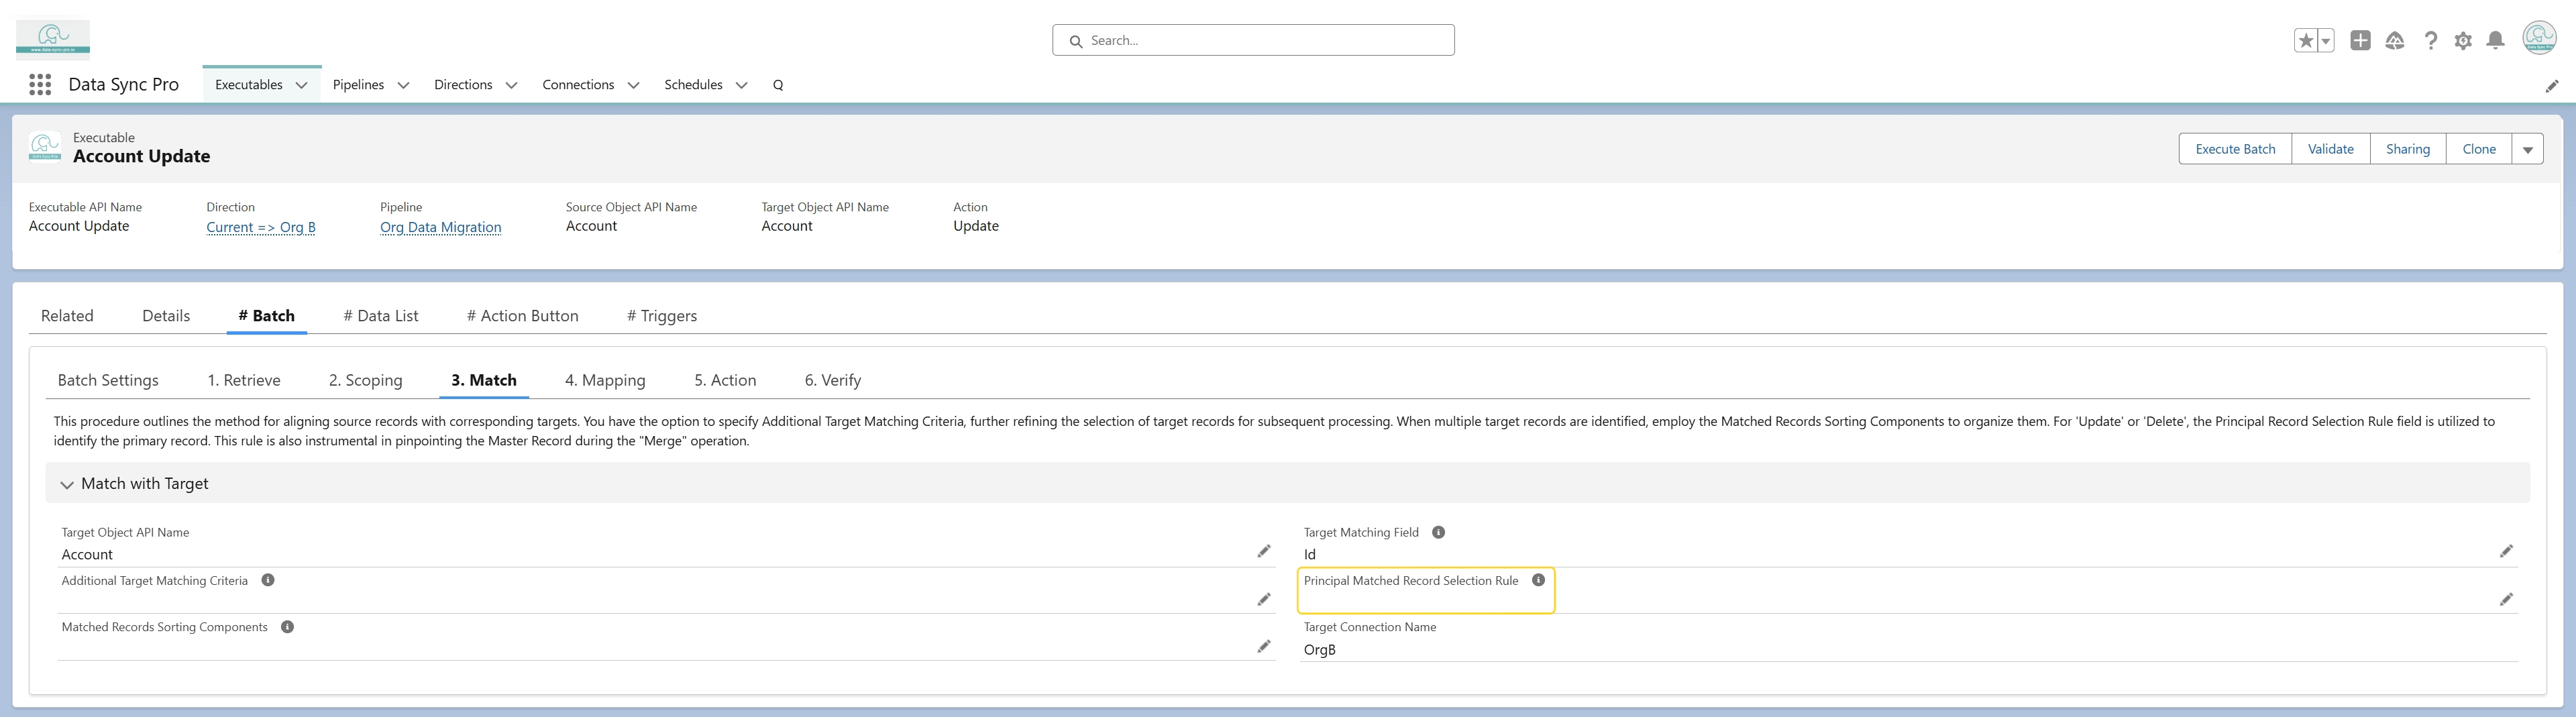 www.data-sync-pro.io
Search...
Data Sync Pro
Executables
Pipelines
Directions
Connections
Schedules
Q
Executable
Account Update
Execute Batch
Validate
Sharing
Clone
Executable API Name
Account Update
Direction
Current => Org B
Pipeline
Org Data Migration
Source Object API Name
Account
Target Object API Name
Account
Action
Update
Related
Details
# Batch
# Data List
# Action Button
# Triggers
Batch Settings
1. Retrieve
2. Scoping
3. Match
4. Mapping
5. Action
6. Verify
This procedure outlines the method for aligning source records with corresponding targets. You have the option to specify Additional Target Matching Criteria, further refining the selection of target records for subsequent processing. When multiple target records are identified, employ the Matched Records Sorting Components to organize them. For 'Update' or 'Delete', the Principal Record Selection Rule field is utilized to
identify the primary record. This rule is also instrumental in pinpointing the Master Record during the "Merge" operation.
Match with Target
Target Object API Name
Account
Target Matching Field
Id
Additional Target Matching Criteria
Principal Matched Record Selection Rule
Matched Records Sorting Components
Target Connection Name
OrgB